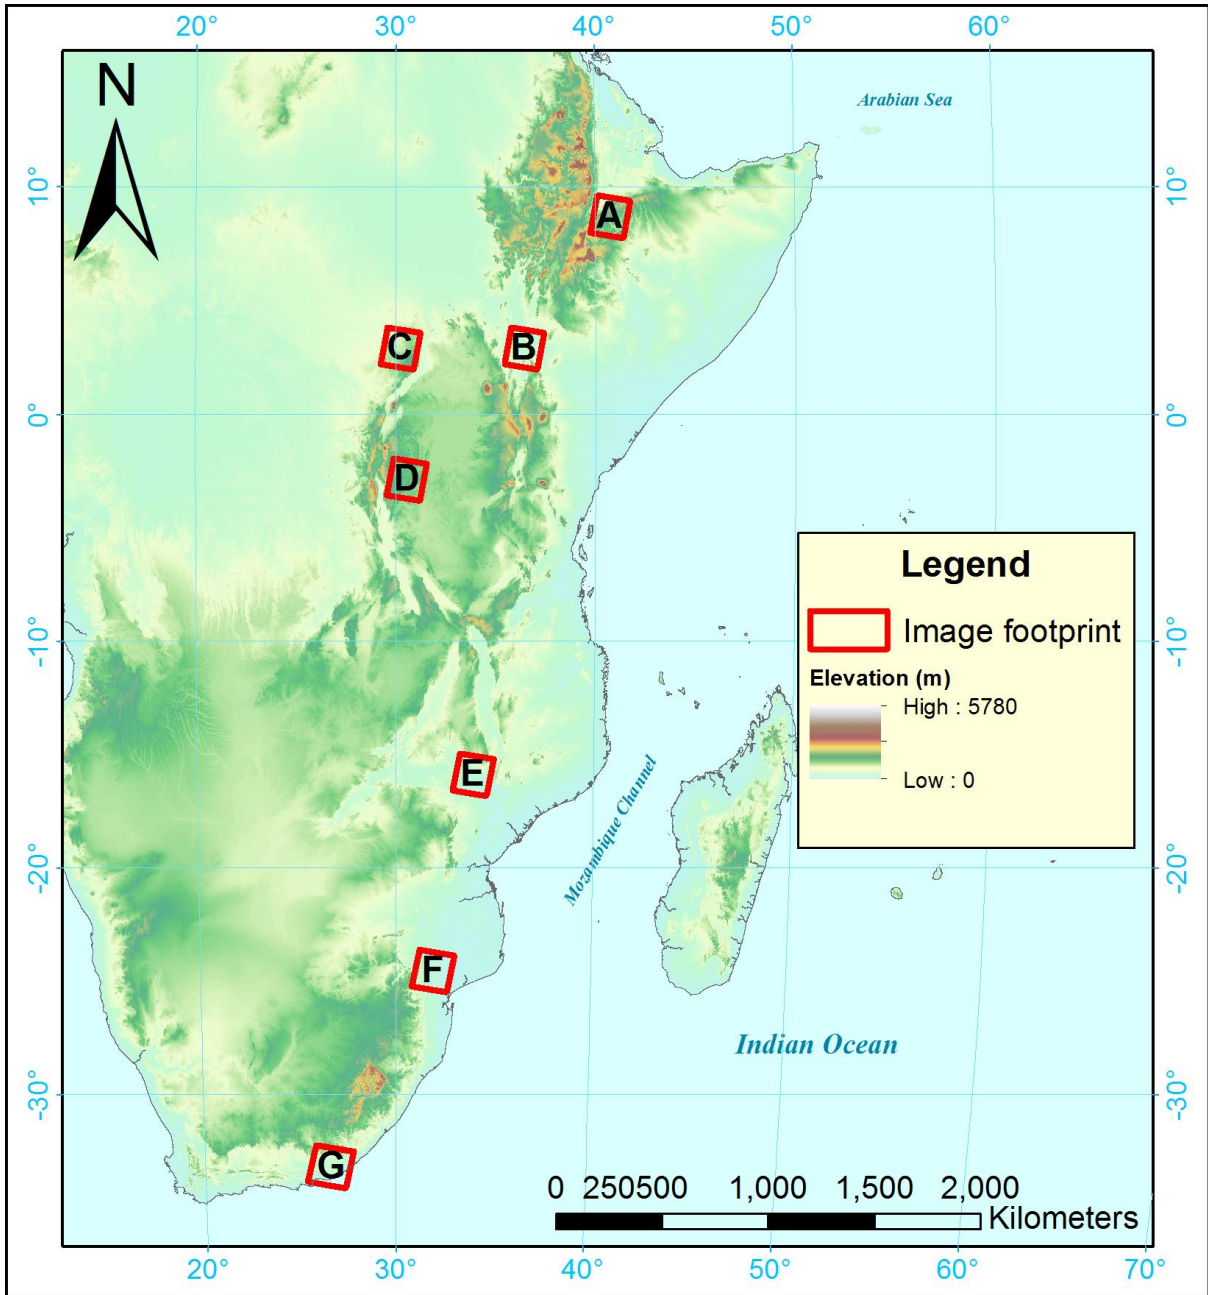 20° 30° 40° 50° 60°
N
Arabian Sea
10° 10°
A
C B
0° 0°
D
Legend
Image footprint
-10° -10°
Elevation (m)
High : 5780
Low : 0
E
Mozambique Channel
-20° -20°
F
Indian Ocean
-30° -30°
G
0 250500 1,000 1,500 2,000
Kilometers
20° 30° 40° 50° 60° 70°